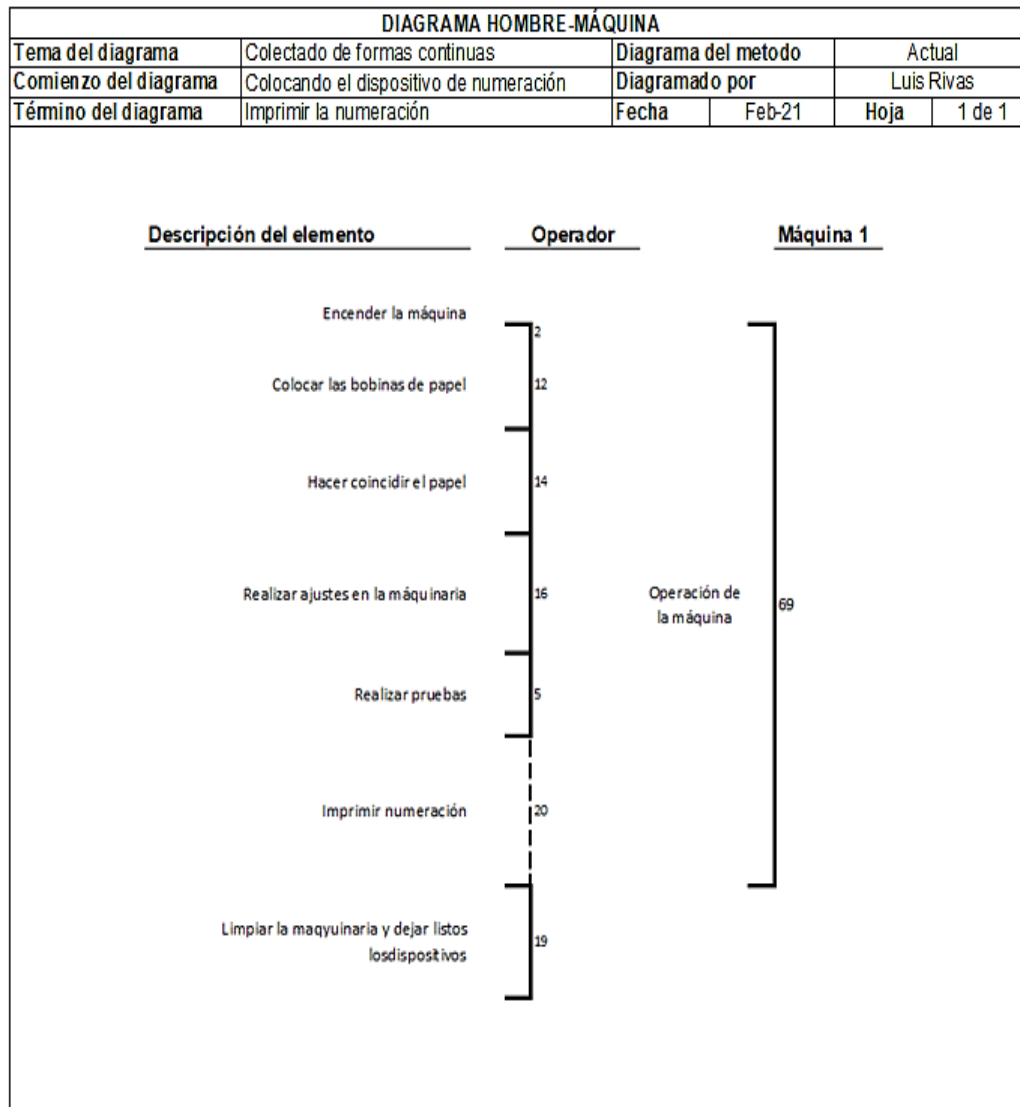 DIAGRAMA HOMBRE-MÁQUINA
Tema del diagrama Colectado de formas continuas Diagrama del metodo Actual
Comienzo del diagrama Colocando el dispositivo de numeración Diagramado por Luis Rivas
Término del diagrama Imprimir la numeración Fecha Feb-21 Hoja 1 de 1
Descripción del elemento Operador Máquina 1
Encender la máquina
2
Colocar las bobinas de papel 12
Hacer coincidir el papel 14
Realizar ajustes en la máquinaria 16
Operación de
la máquina
69
Realizar pruebas 5
Imprimir numeración 20
Limpiar la maqyuinaria y dejar listos
losdispositivos
19